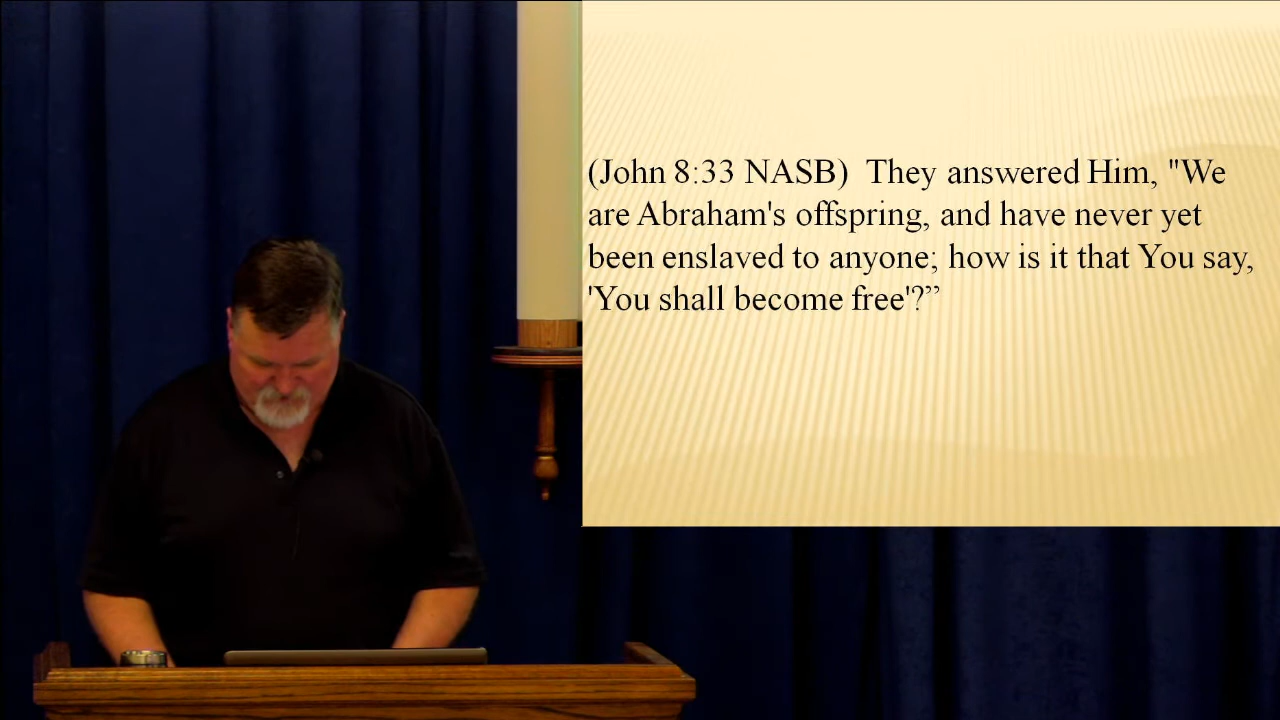 (John 8:33 NASB)  They answered Him, "We
are Abraham's offspring, and have never yet
been enslaved to anyone; how is it that You say,
'You shall become free'?”